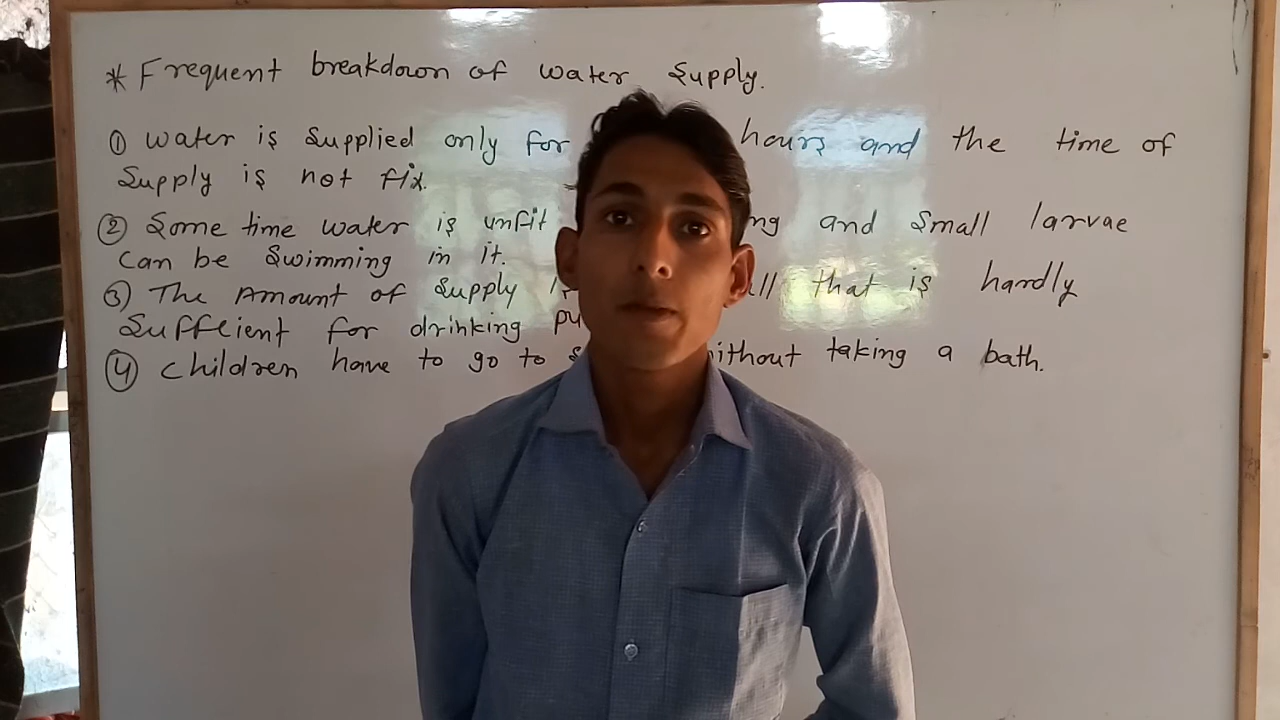 * Frequent breakdown of water Supply.
① Water is Supplied only for hours and the time of
Supply is not fix.
② Some time water is unfit and Small larvae
Can be Swimming in it.
③ The Amount of Supply that is hardly
Suffcient for drinking
④ Children have to go to without taking a bath.